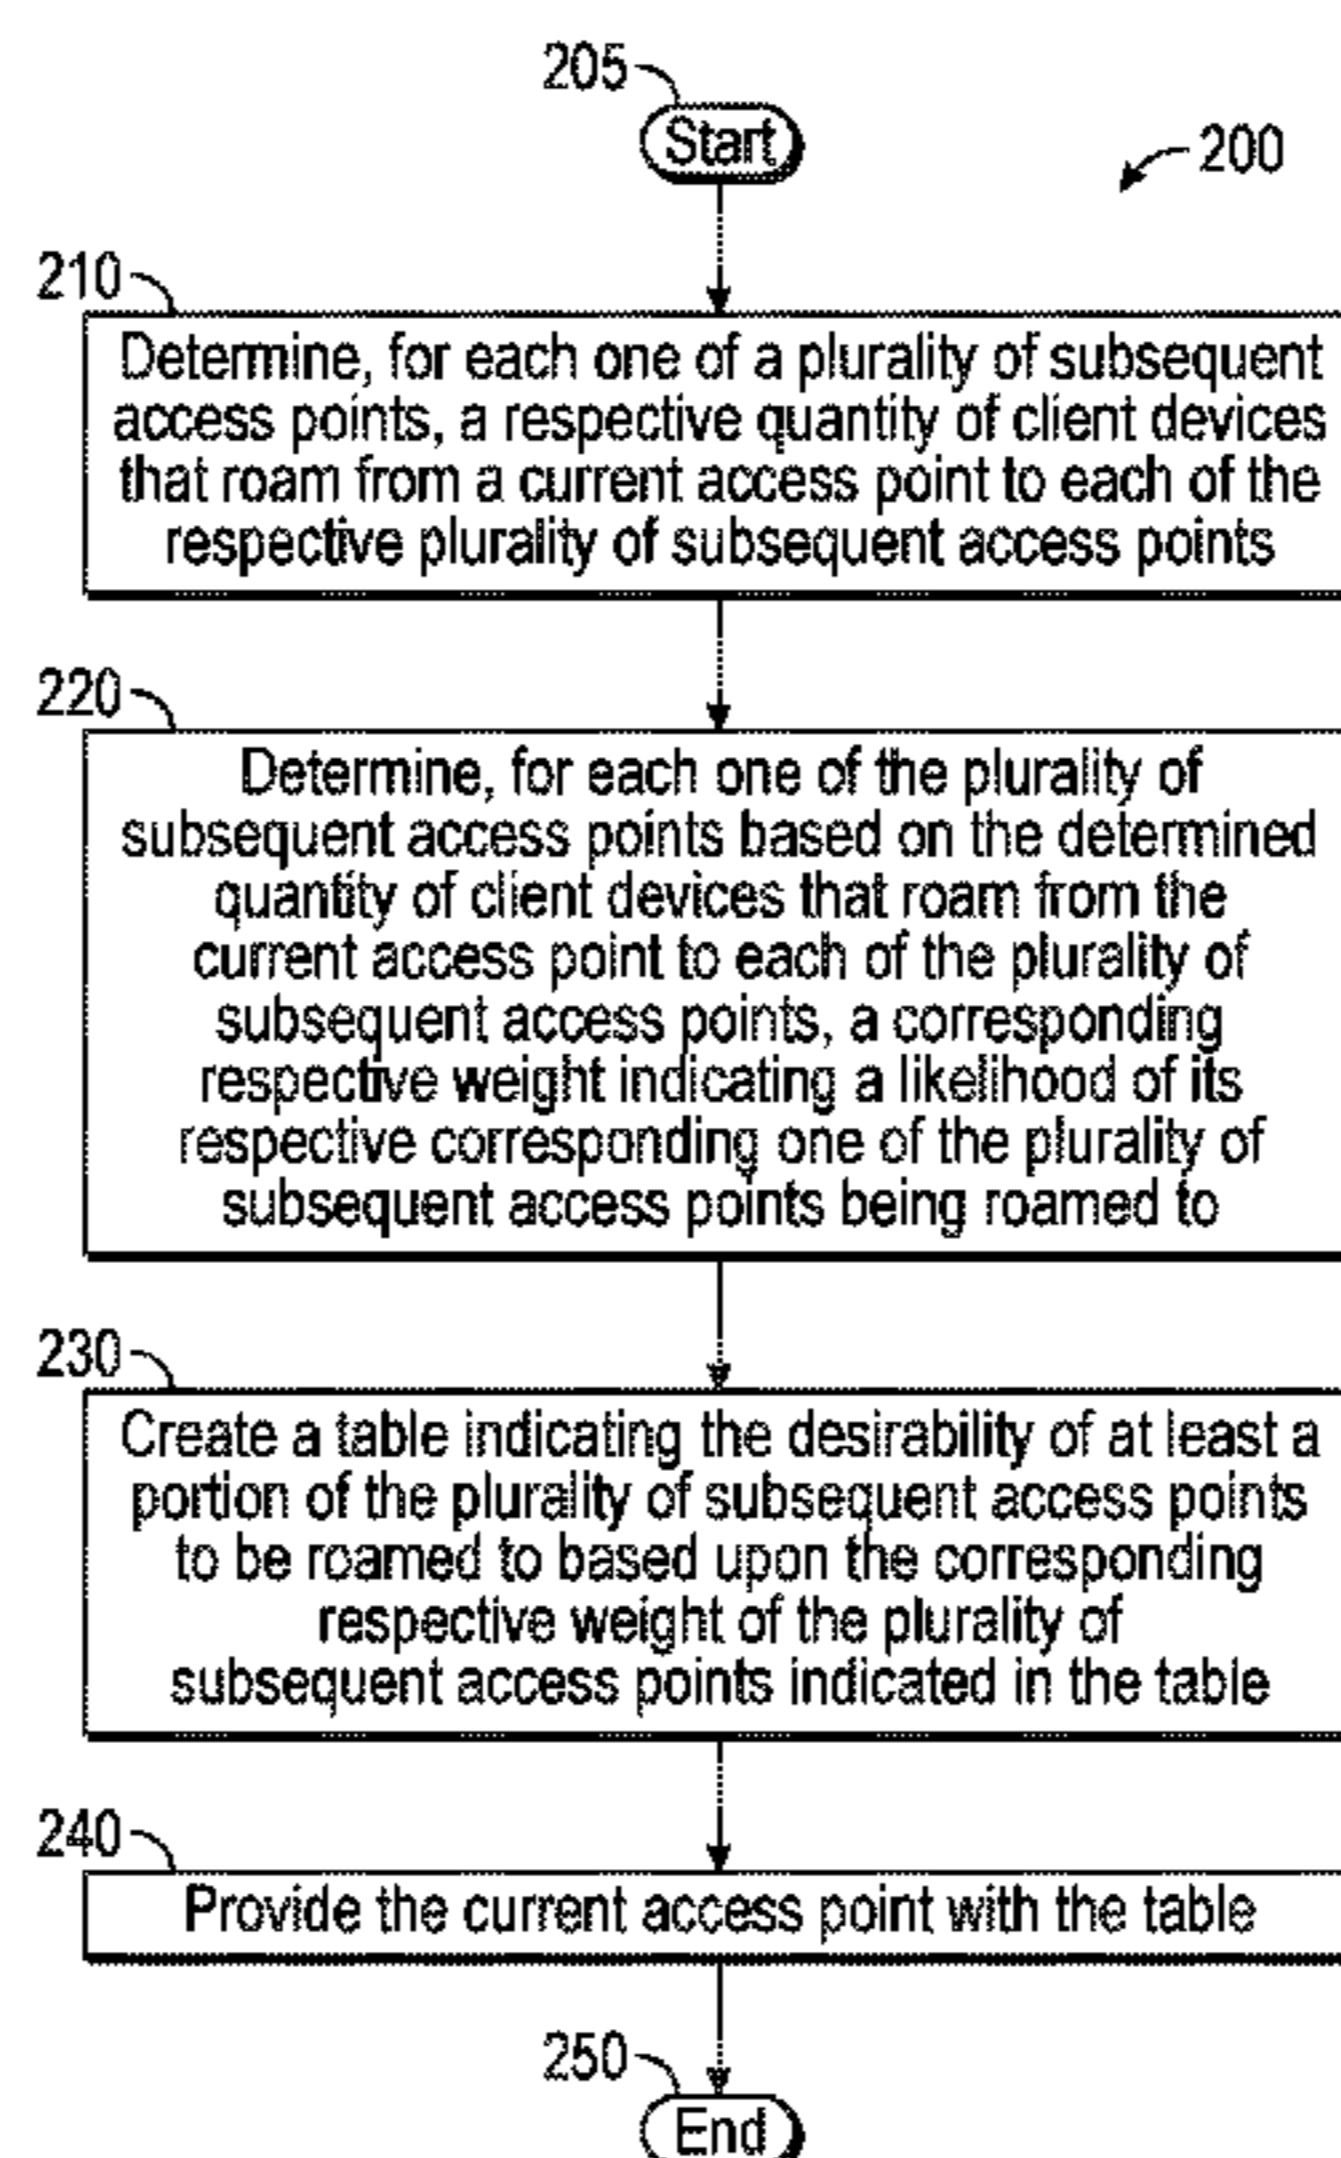 205
Start
200
210
Determine, for each one of a plurality of subsequent
access points, a respective quantity of client devices
that roam from a current access point to each of the
respective plurality of subsequent access points
220
Determine, for each one of the plurality of
subsequent access points based on the determined
quantity of client devices that roam from the
current access point to each of the plurality of
subsequent access points, a corresponding
respective weight indicating a likelihood of its
respective corresponding one of the plurality of
subsequent access points being roamed to
230
Create a table indicating the desirability of at least a
portion of the plurality of subsequent access points
to be roamed to based upon the corresponding
respective weight of the plurality of
subsequent access points indicated in the table
240
Provide the current access point with the table
250
End